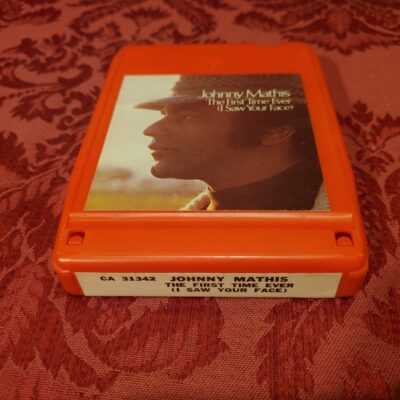 Johnny Mathis
The First Time Ever
(I Saw Your Face)
CA 31342 JOHNNY MATHIS
THE FIRST TIME EVER
(I SAW YOUR FACE)